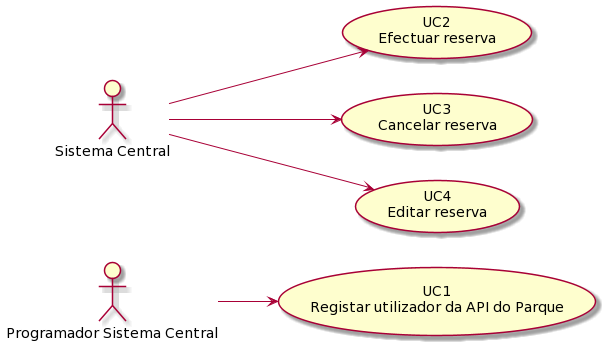 UC2
Efectuar reserva
UC3
Cancelar reserva
Sistema Central
UC4
Editar reserva
UC1
Registar utilizador da API do Parque
Programador Sistema Central